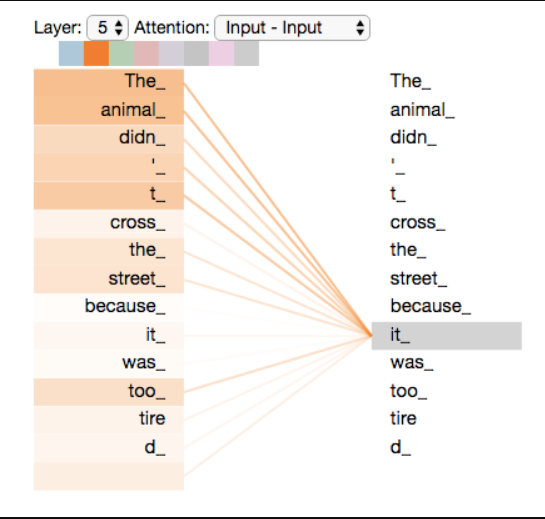 Layer: 5 Attention: Input - Input
The_ The_
animal_ animal_
didn_ didn_
'_ '_
t_ t_
cross_ cross_
the_ the_
street_ street_
because_ because_
it_ it_
was_ was_
too_ too_
tire tire
d_ d_